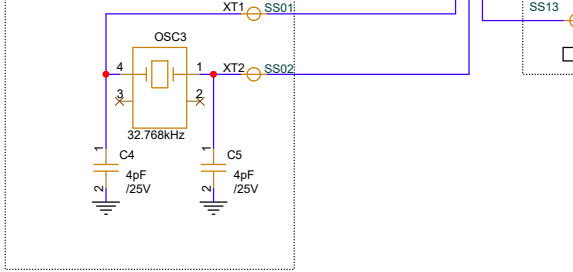 XT1 SS01 SS13
OSC3
4 1 XT2 SS02
3 2
32.768kHz
1 C4 1 C5
4pF 4pF
2 /25V 2 /25V